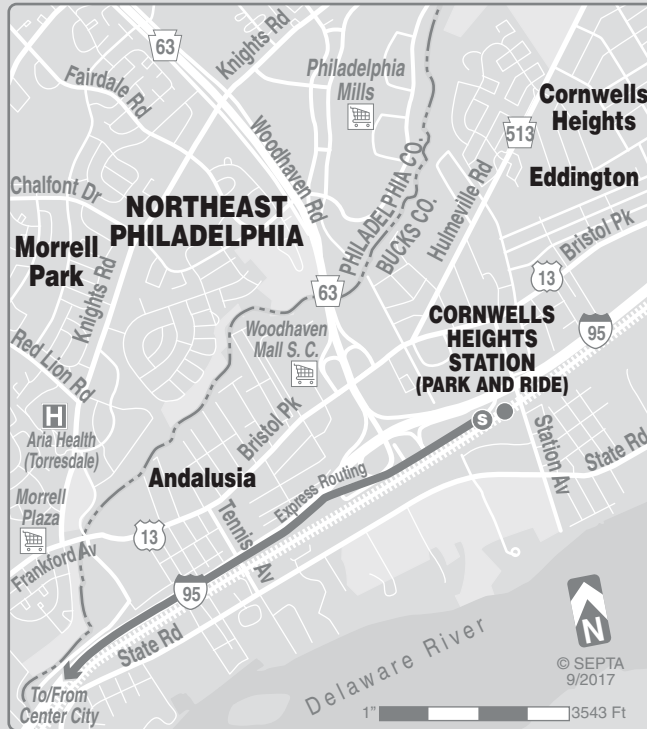 63
Knights Rd
Fairdale Rd
Philadelphia
Mills
Cornwells
Heights
513
Woodhaven Rd
PHILADELPHIA CO.
BUCKS CO.
Hulmeville Rd
Eddington
Chalfont Dr
NORTHEAST
PHILADELPHIA
Morrell
Park
Knights Rd
Bristol Pk
13
63
CORNWELLS
HEIGHTS
STATION
(PARK AND RIDE)
95
Woodhaven
Mall S. C.
Red Lion Rd
Bristol Pk
S
Station Av
State Rd
H
Aria Health
(Torresdale)
Andalusia
Express Routing
Morrell
Plaza
Tennis Av
13
Frankford Av
95
State Rd
Delaware River
N
© SEPTA
9/2017
To/From
Center City
1" 3543 Ft